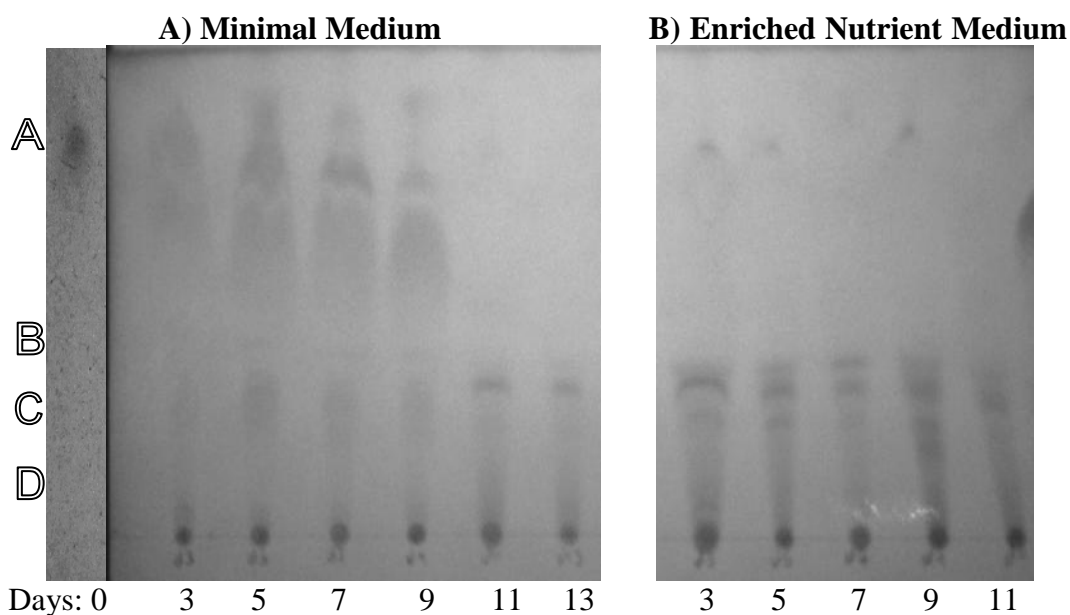 A) Minimal Medium
B) Enriched Nutrient Medium
A
B
C
D
Days: 0 3 5 7 9 11 13
3 5 7 9 11